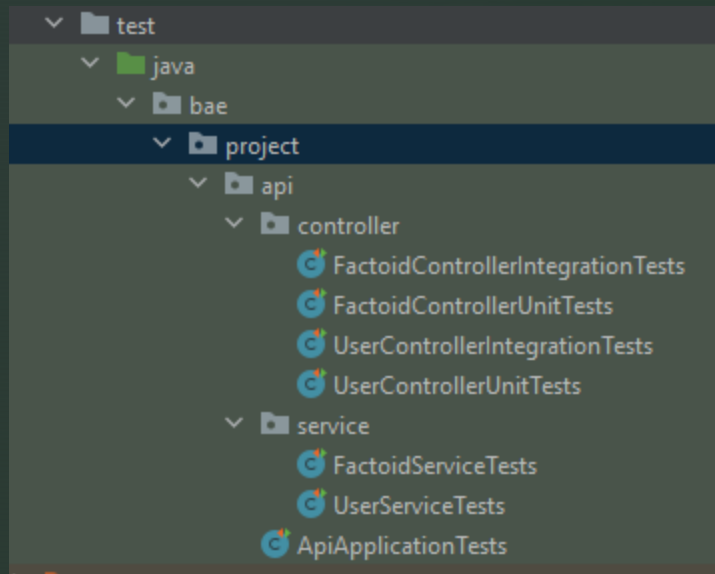 test
java
bae
project
api
controller
FactoidControllerIntegrationTests
FactoidControllerUnitTests
UserControllerIntegrationTests
UserControllerUnitTests
service
FactoidServiceTests
UserServiceTests
ApiApplicationTests